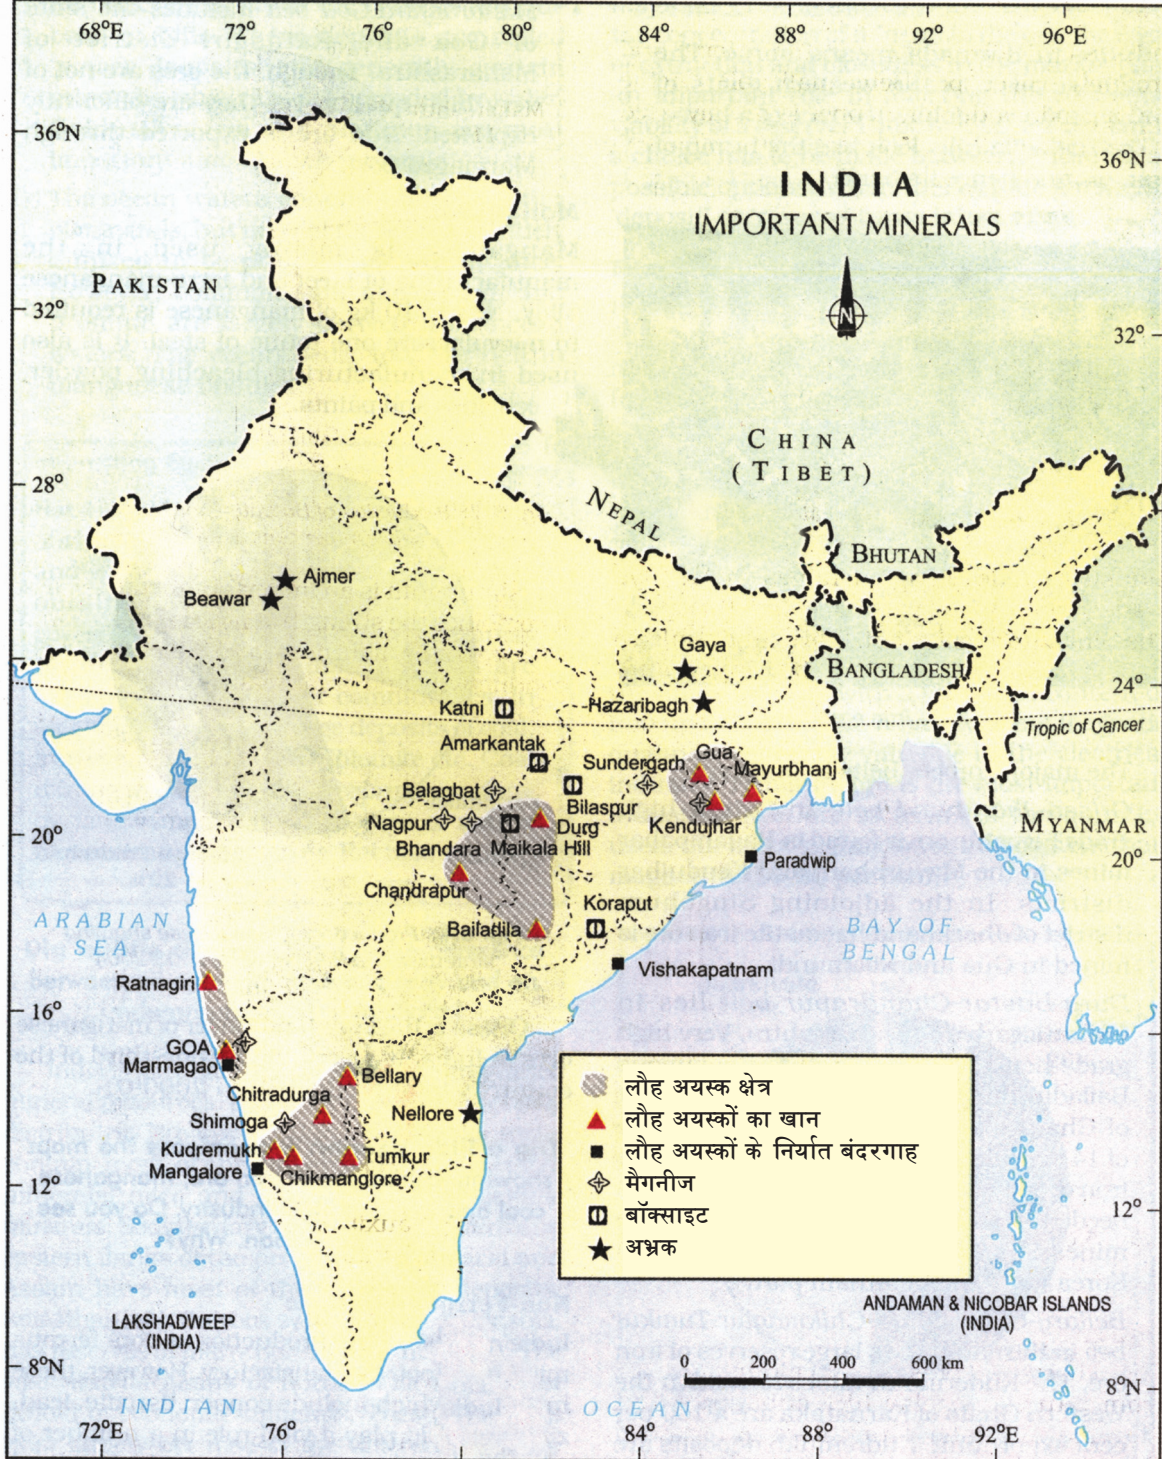 68°E 72° 76° 80° 84° 88° 92° 96°E
36°N
36°N
INDIA
IMPORTANT MINERALS
N
PAKISTAN
32°
32°
CHINA
(TIBET)
28°
NEPAL
BHUTAN
Ajmer
Beawar
Gaya
BANGLADESH
24°
Katni
Hazaribagh
Tropic of Cancer
Amarkantak
Gua
Sundergarh
Mayurbhanj
Balaghat
Bilaspur
Nagpur
Durg
Kendujhar
MYANMAR
20°
Bhandara
Maikala Hill
Paradwip
20°
Chandrapur
Koraput
ARABIAN
SEA
Bailadila
BAY OF
BENGAL
Vishakapatnam
Ratnagiri
16°
GOA
Marmagao
Bellary
Chitradurga
Shimoga
Nellore
Kudremukh
Tumkur
Mangalore
Chikmanglore
12°
12°
लौह अयस्क क्षेत्र
लौह अयस्कों का खान
लौह अयस्कों के निर्यात बंदरगाह
मैगनीज
बॉक्साइट
अभ्रक
LAKSHADWEEP
(INDIA)
ANDAMAN & NICOBAR ISLANDS
(INDIA)
0 200 400 600 km
8°N
8°N
INDIAN OCEAN
72°E 76° 84° 88° 92°E